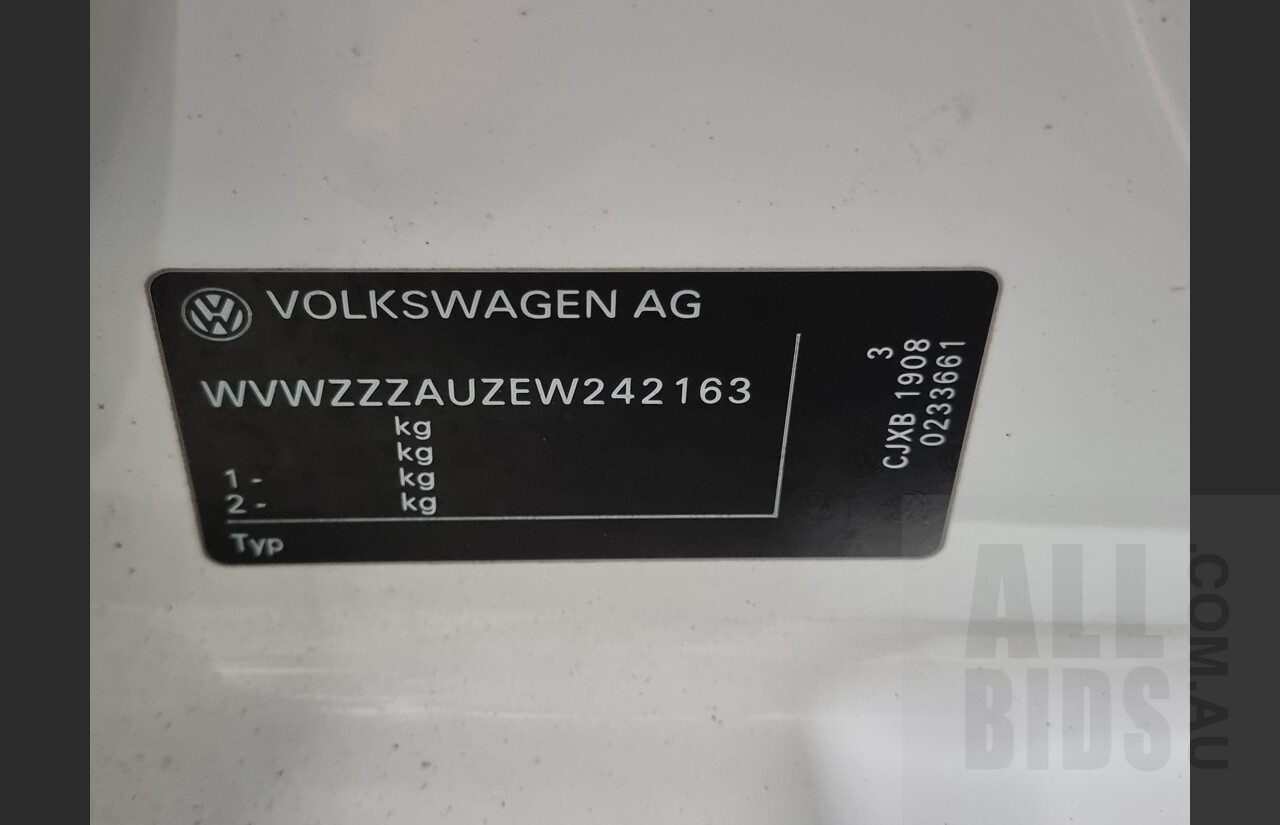 VOLKSWAGEN AG
WVWZZZAUZEW242163
kg
kg
1 - kg
2 - kg
Typ
3
CJXB 1908
0233661
ALL
BIDS
.COM.AU